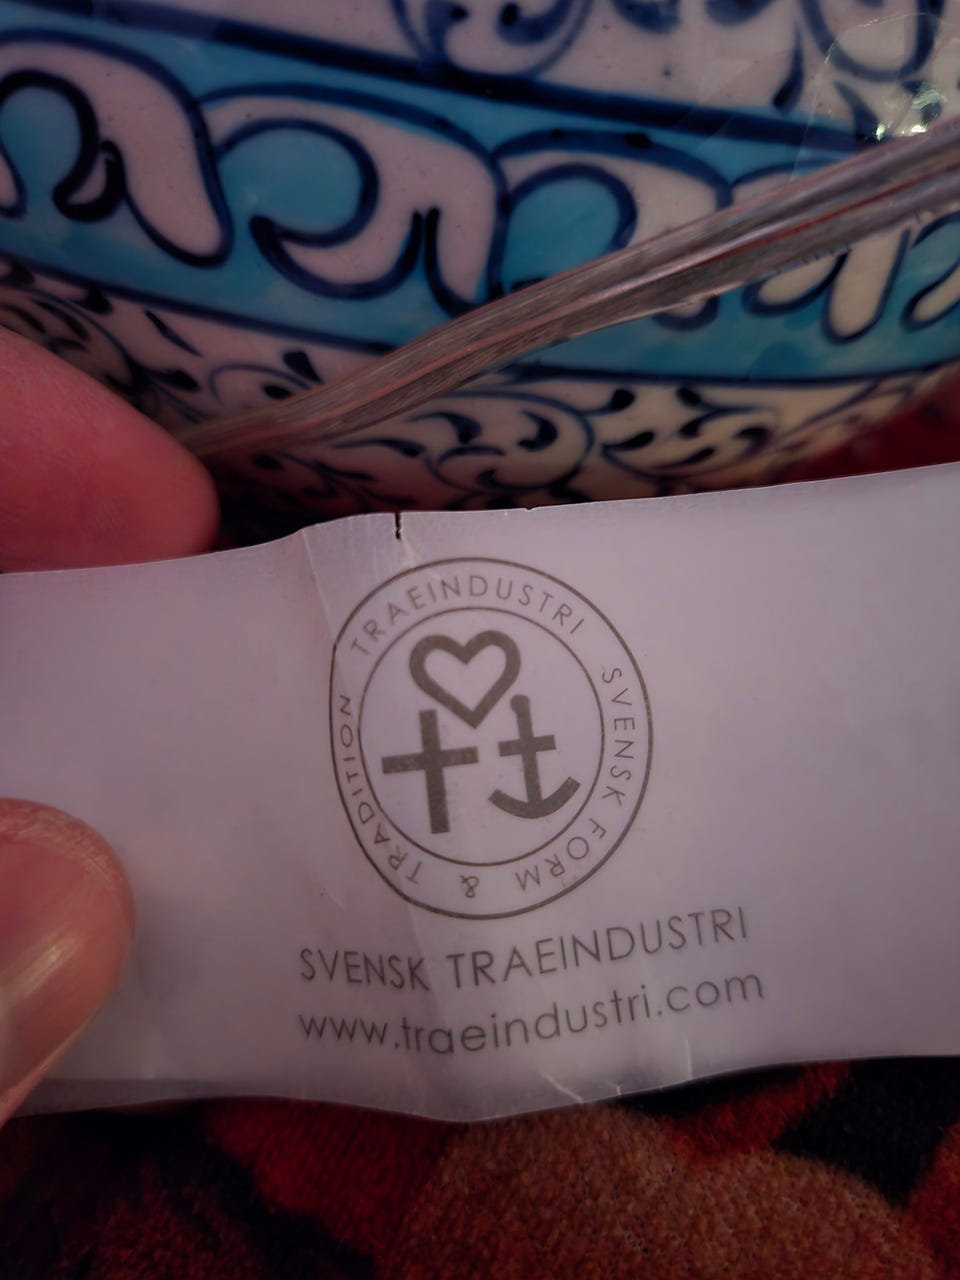 TRAEINDUSTRI SVENSK FORM & TRADITION
SVENSK TRAEINDUSTRI
www.traeindustri.com